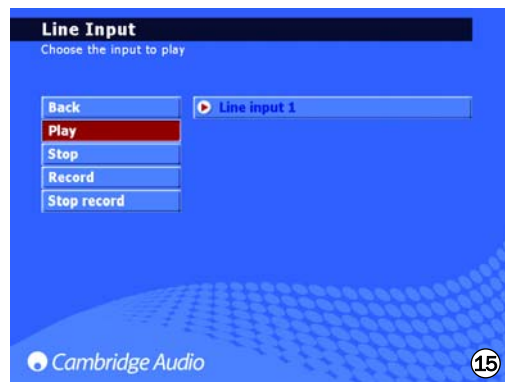 Line Input
Choose the input to play
Back
Line input 1
Play
Stop
Record
Stop record
Cambridge Audio
15